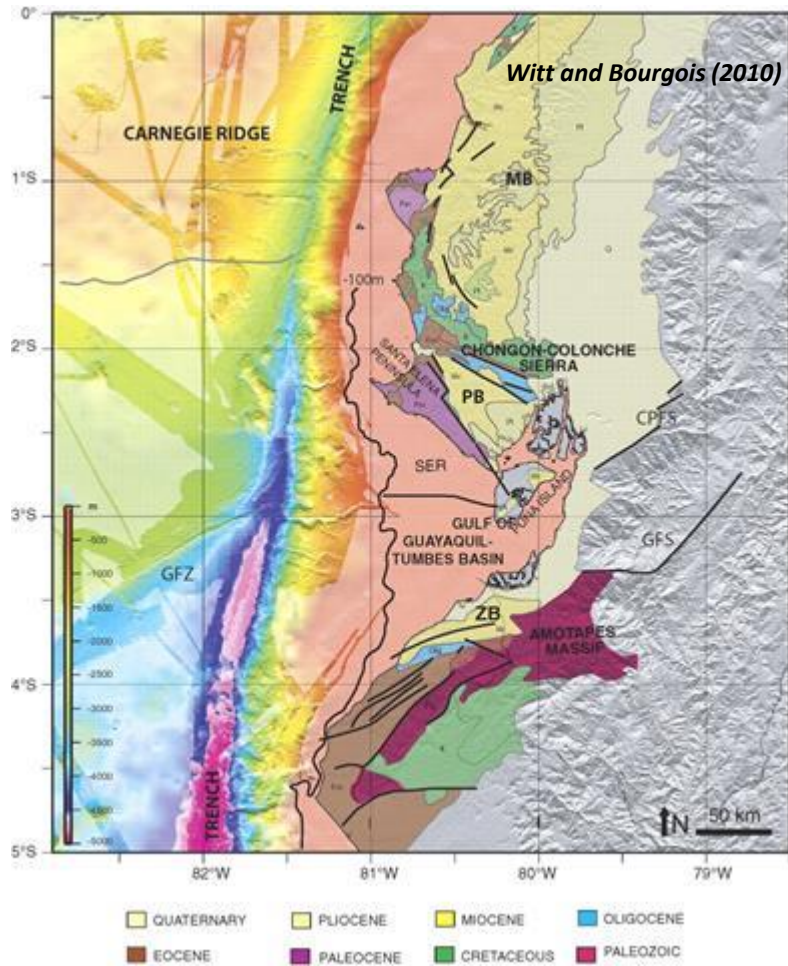 0°
Witt and Bourgois (2010)
TRENCH
CARNEGIE RIDGE
1°S
MB
-100m
2°S
CHONGON-COLONCHE
SIERRA
SANTA ELENA
PENINSULA
PB
CPFS
SER
PUNA ISLAND
3°S
GULF OF
GUAYAQUIL-
TUMBES BASIN
GFS
GFZ
m
-500
-1000
-1500
-2000
-2500
-3000
-3500
-4000
-4500
-5000
ZB
AMOTAPES
MASSIF
4°S
TRENCH
N
50 km
5°S
82°W
81°W
80°W
79°W
QUATERNARY
PLIOCENE
MIOCENE
OLIGOCENE
EOCENE
PALEOCENE
CRETACEOUS
PALEOZOIC